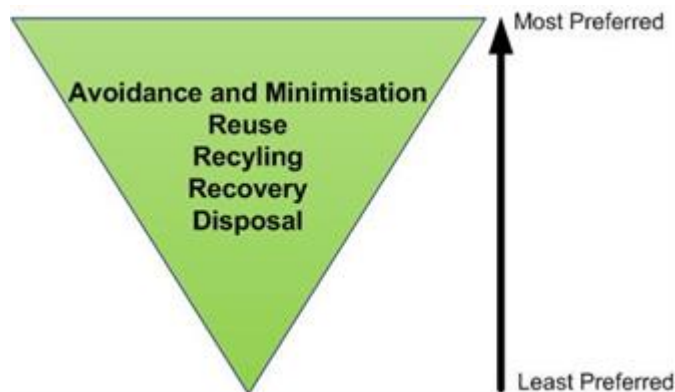 Most Preferred
Avoidance and Minimisation
Reuse
Recyling
Recovery
Disposal
Least Preferred